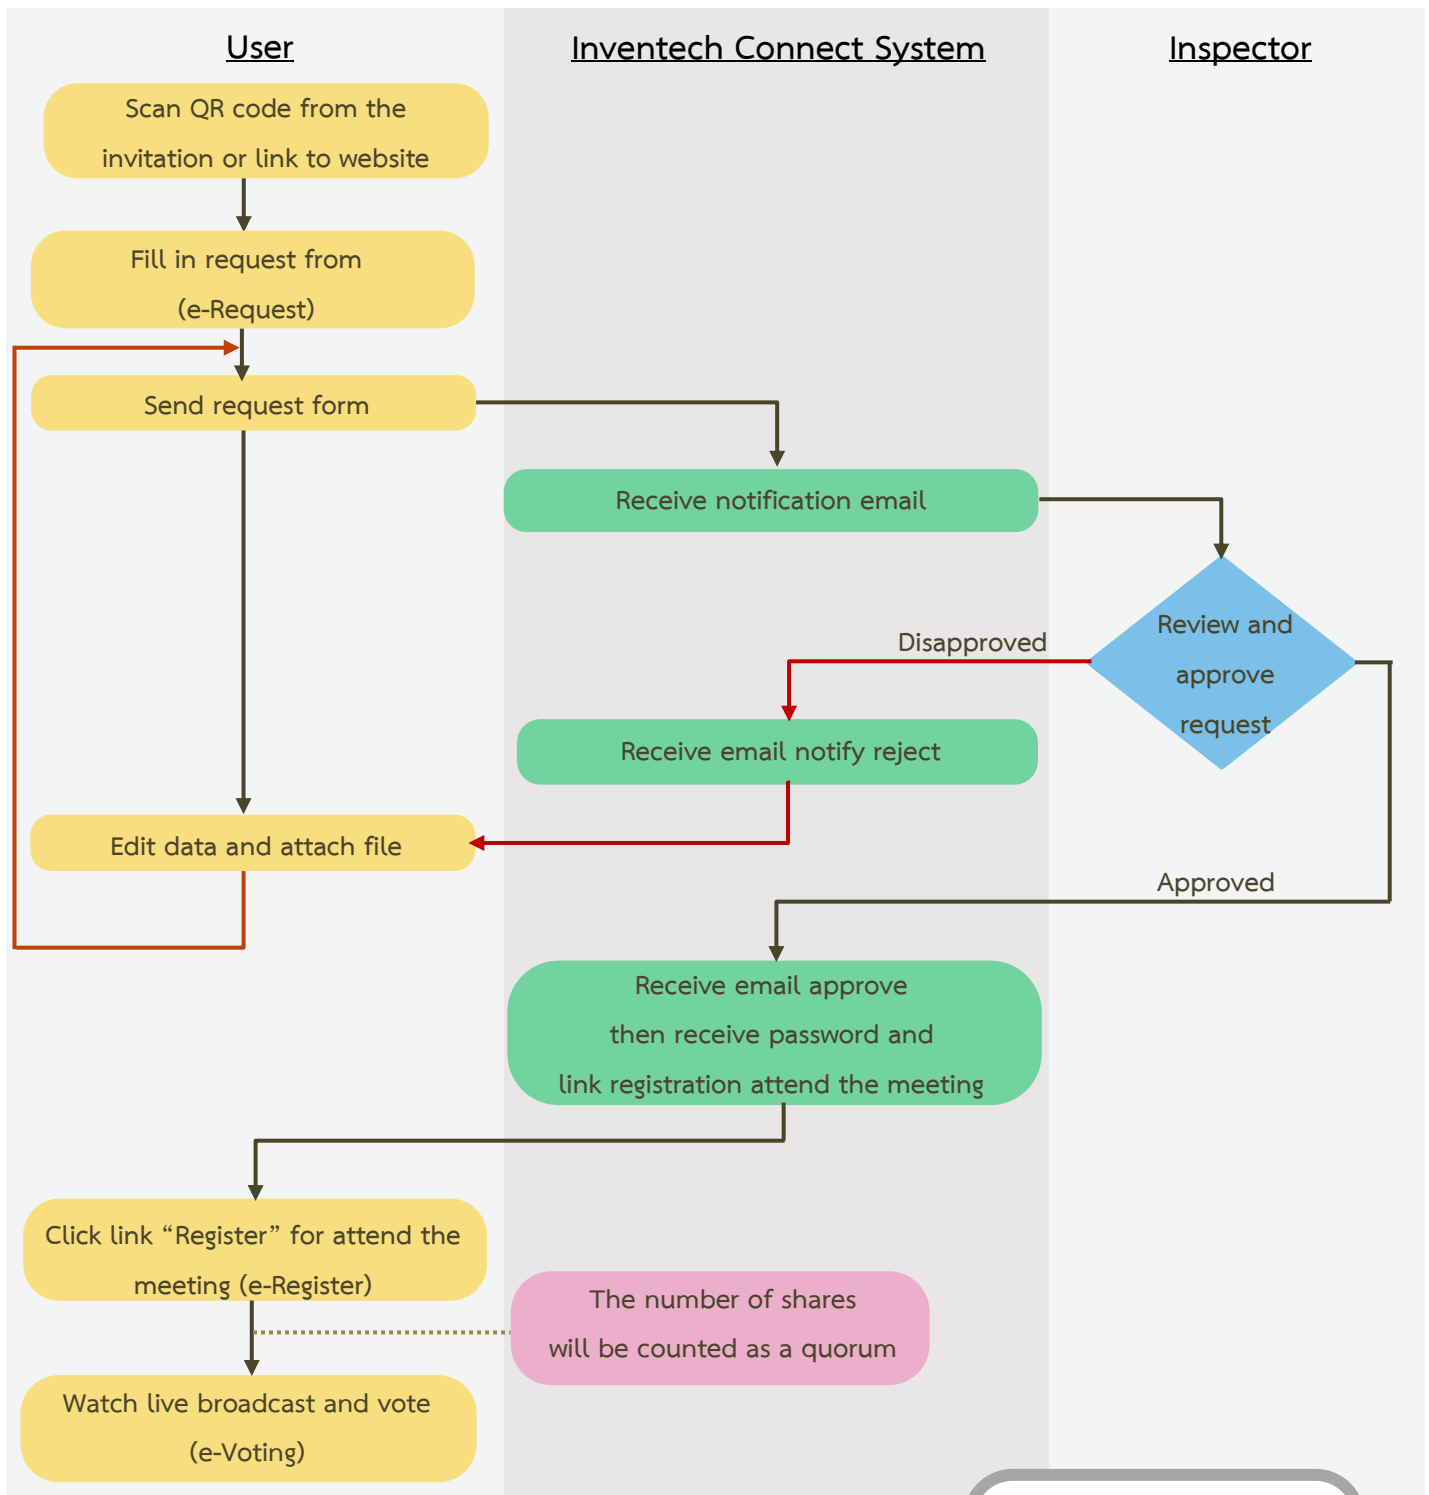 User
Inventech Connect System
Inspector
Scan QR code from the
invitation or link to website
Fill in request from
(e-Request)
Send request form
Receive notification email
Review and
approve
request
Disapproved
Receive email notify reject
Edit data and attach file
Approved
Receive email approve
then receive password and
link registration attend the meeting
Click link “Register” for attend the
meeting (e-Register)
The number of shares
will be counted as a quorum
Watch live broadcast and vote
(e-Voting)